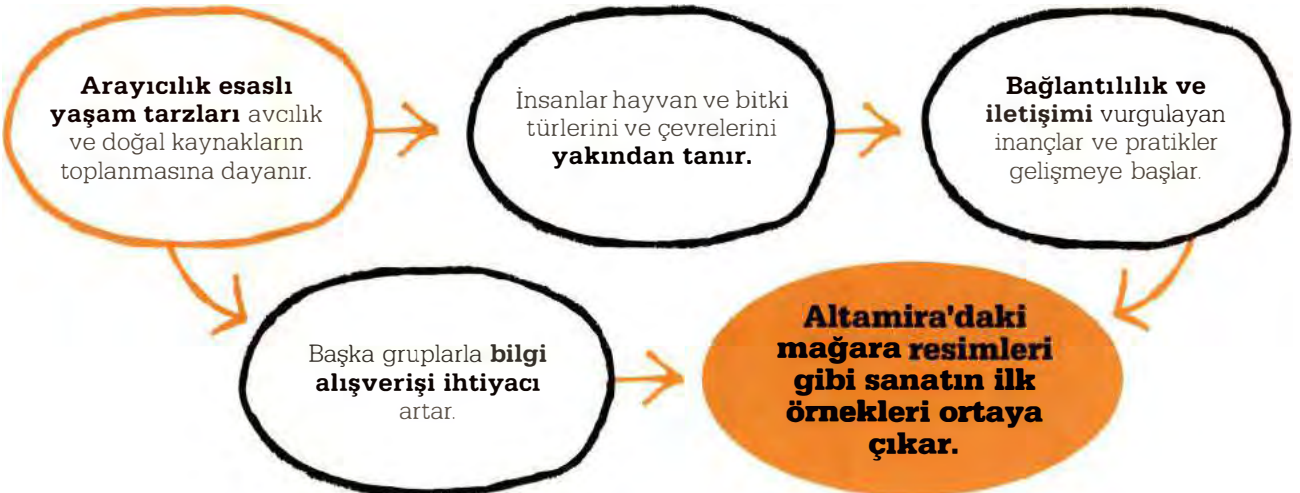 Arayıcılık esaslı
yaşam tarzları avcılık
ve doğal kaynakların
toplanmasına dayanır.
İnsanlar hayvan ve bitki
türlerini ve çevrelerini
yakından tanır.
Bağlantılılık ve
iletişimi vurgulayan
inançlar ve pratikler
gelişmeye başlar.
Başka gruplarla bilgi
alışverişi ihtiyacı
artar.
Altamira'daki
mağara resimleri
gibi sanatın ilk
örnekleri ortaya
çıkar.